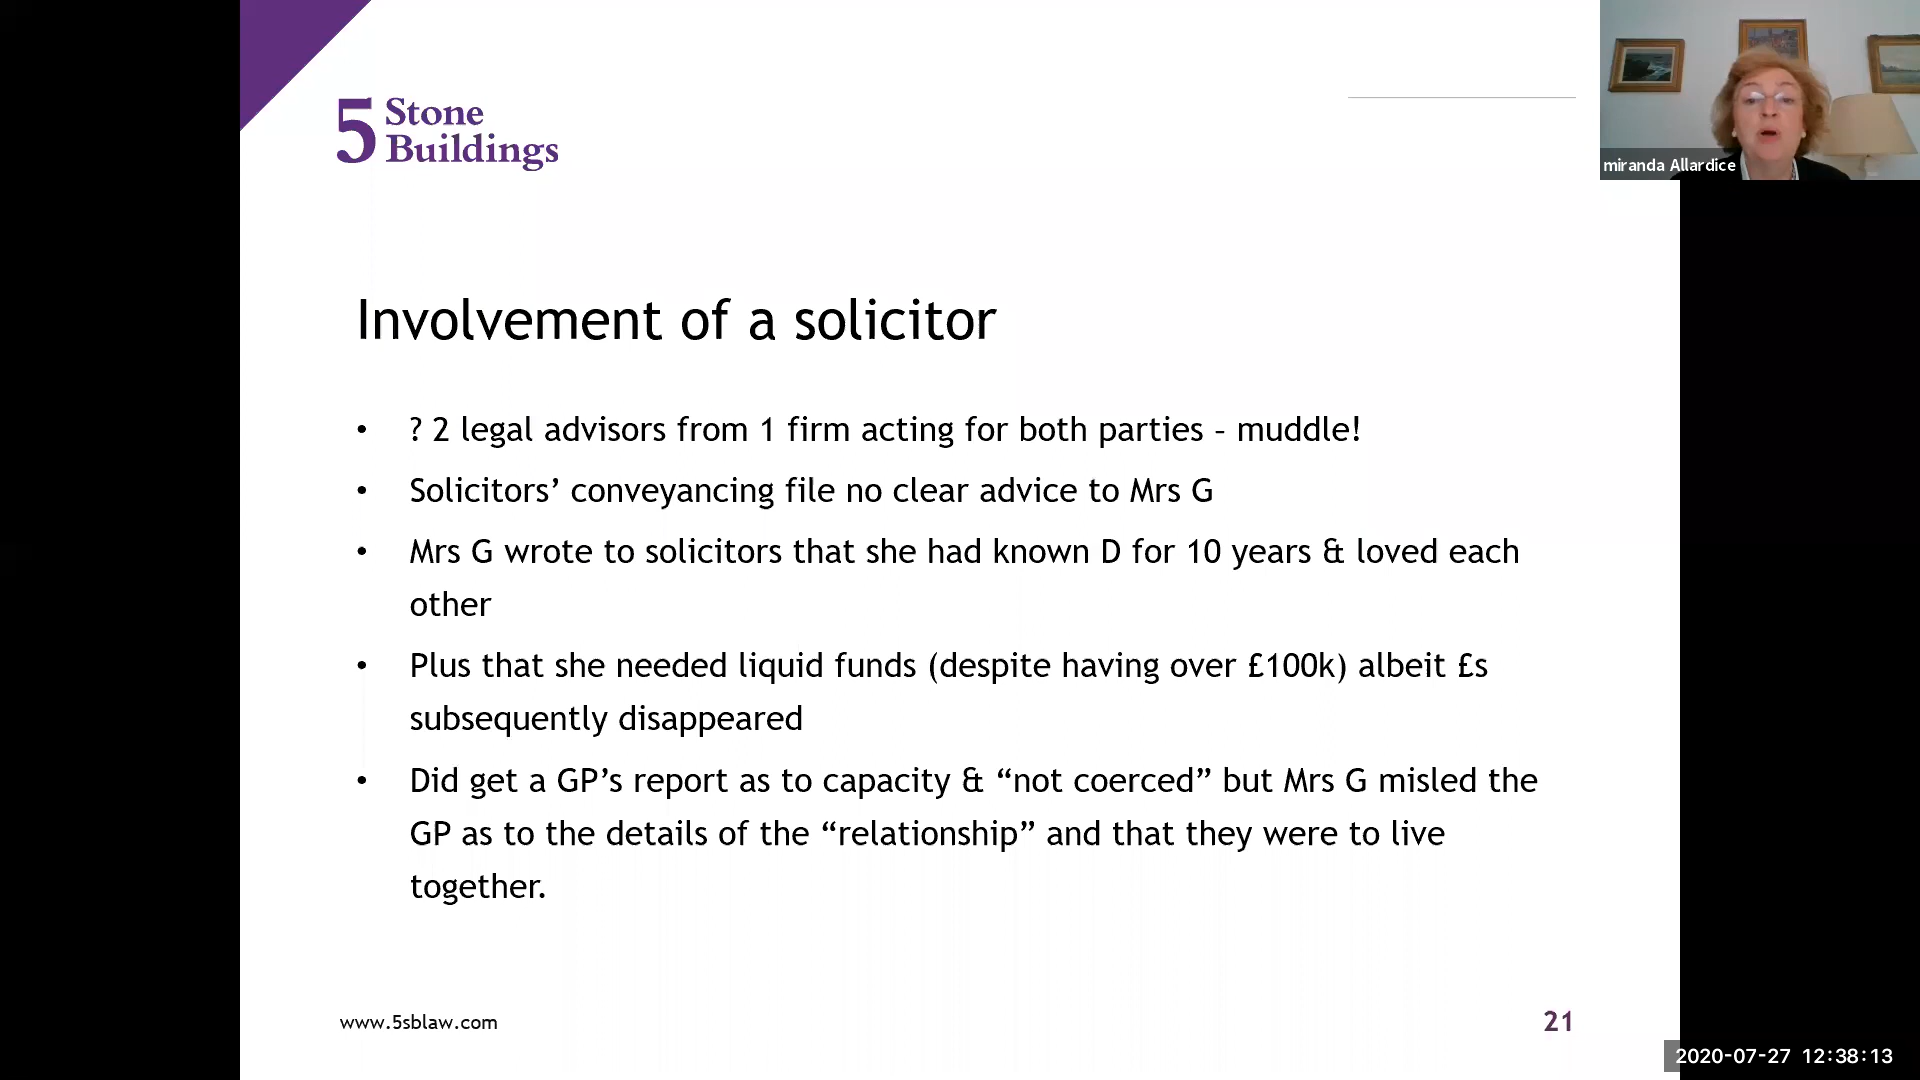 5 Stone
Buildings
miranda Allardice
Involvement of a solicitor
• ? 2 legal advisors from 1 firm acting for both parties – muddle!
• Solicitors’ conveyancing file no clear advice to Mrs G
• Mrs G wrote to solicitors that she had known D for 10 years & loved each
other
• Plus that she needed liquid funds (despite having over £100k) albeit £s
subsequently disappeared
• Did get a GP’s report as to capacity & “not coerced” but Mrs G misled the
GP as to the details of the “relationship” and that they were to live
together.
www.5sblaw.com
21
2020-07-27 12:38:13